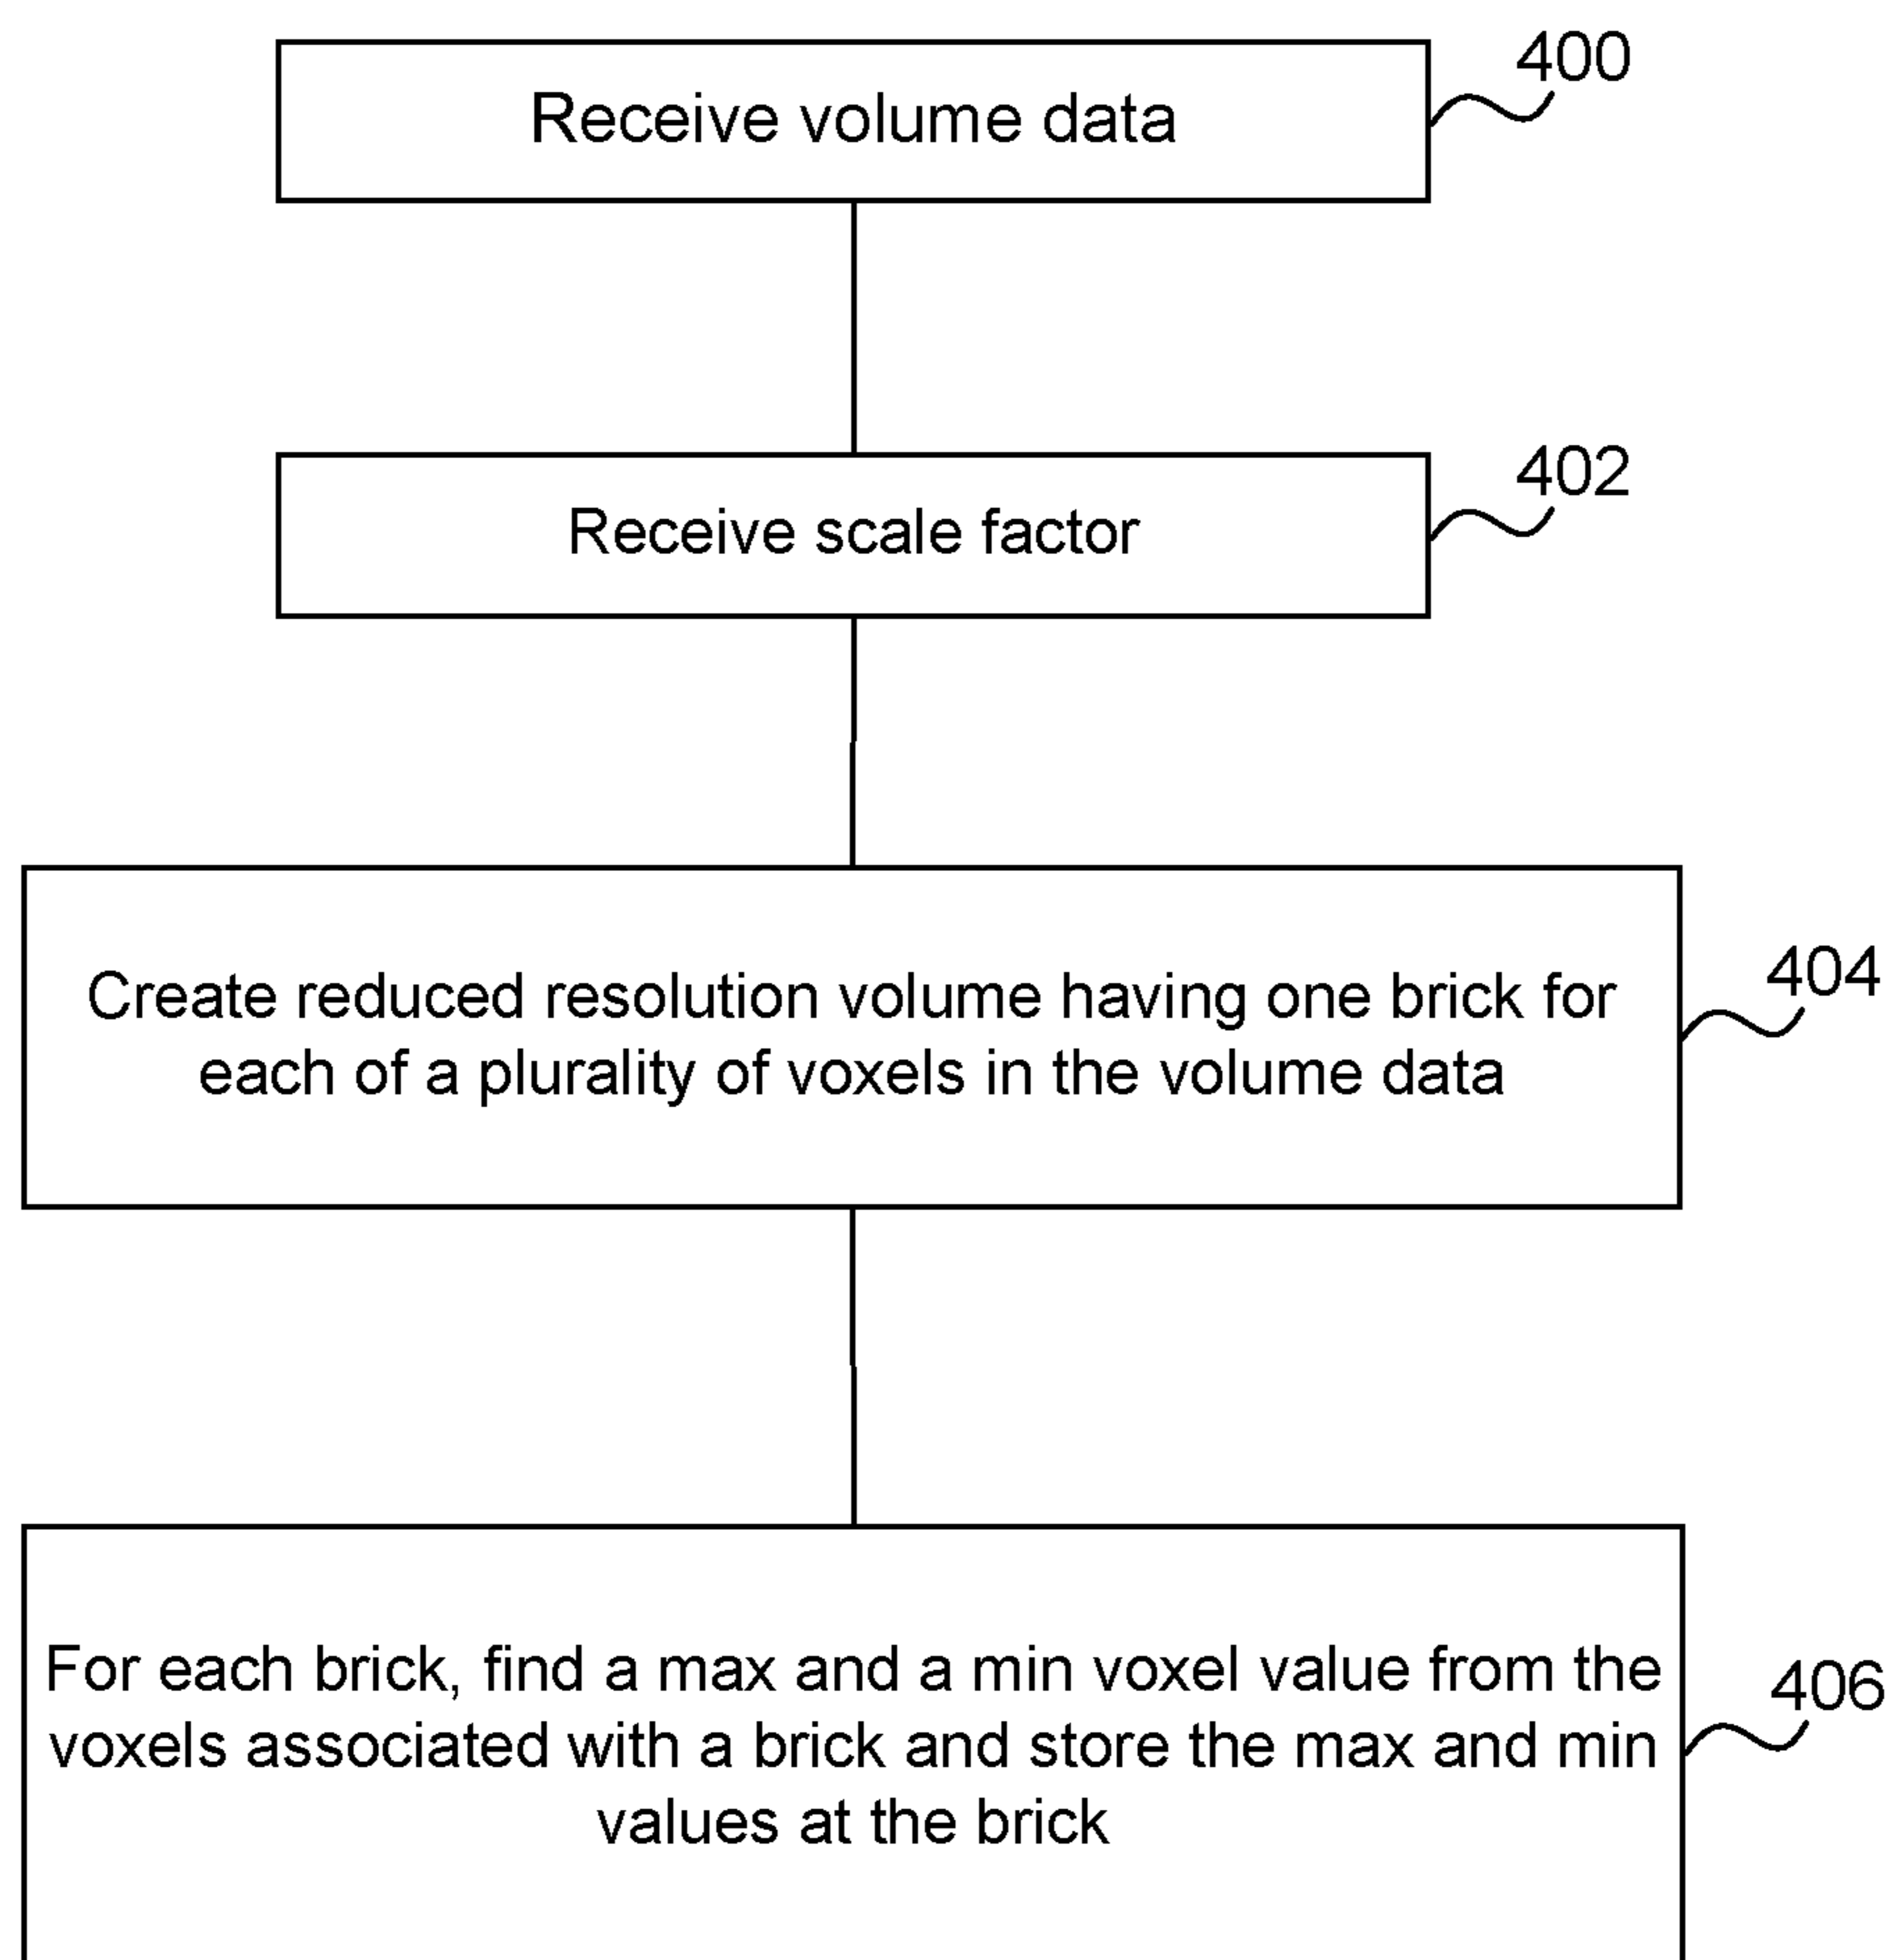 Receive volume data
400
Receive scale factor
402
Create reduced resolution volume having one brick for
each of a plurality of voxels in the volume data
404
For each brick, find a max and a min voxel value from the
voxels associated with a brick and store the max and min
values at the brick
406